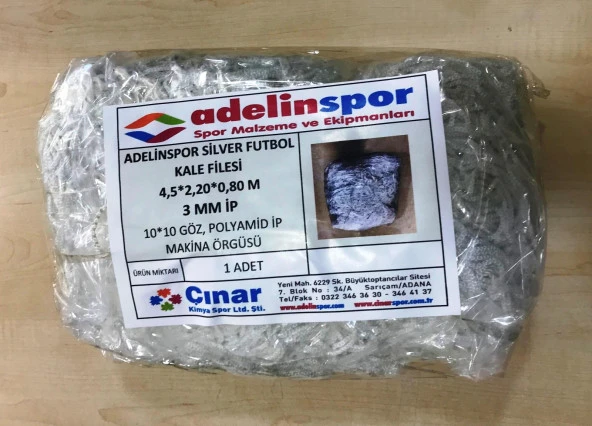 adelinspor
Spor Malzeme ve Ekipmanları
ADELİNSPOR SILVER FUTBOL
KALE FİLESİ
4,5*2,20*0,80 M
3 MM İP
10*10 GÖZ, POLYAMİD İP
MAKİNA ÖRGÜSÜ
ÜRÜN MİKTARI
1 ADET
Çınar
Kimya Spor Ltd. Şti.
Yeni Mah. 6229 Sk. Büyüktoptancılar Sitesi
7. Blok No : 34/A Sarıçam/ADANA
Tel/Faks : 0322 346 36 30 - 346 41 37
www.adelinspor.com www.cinarspor.com.tr